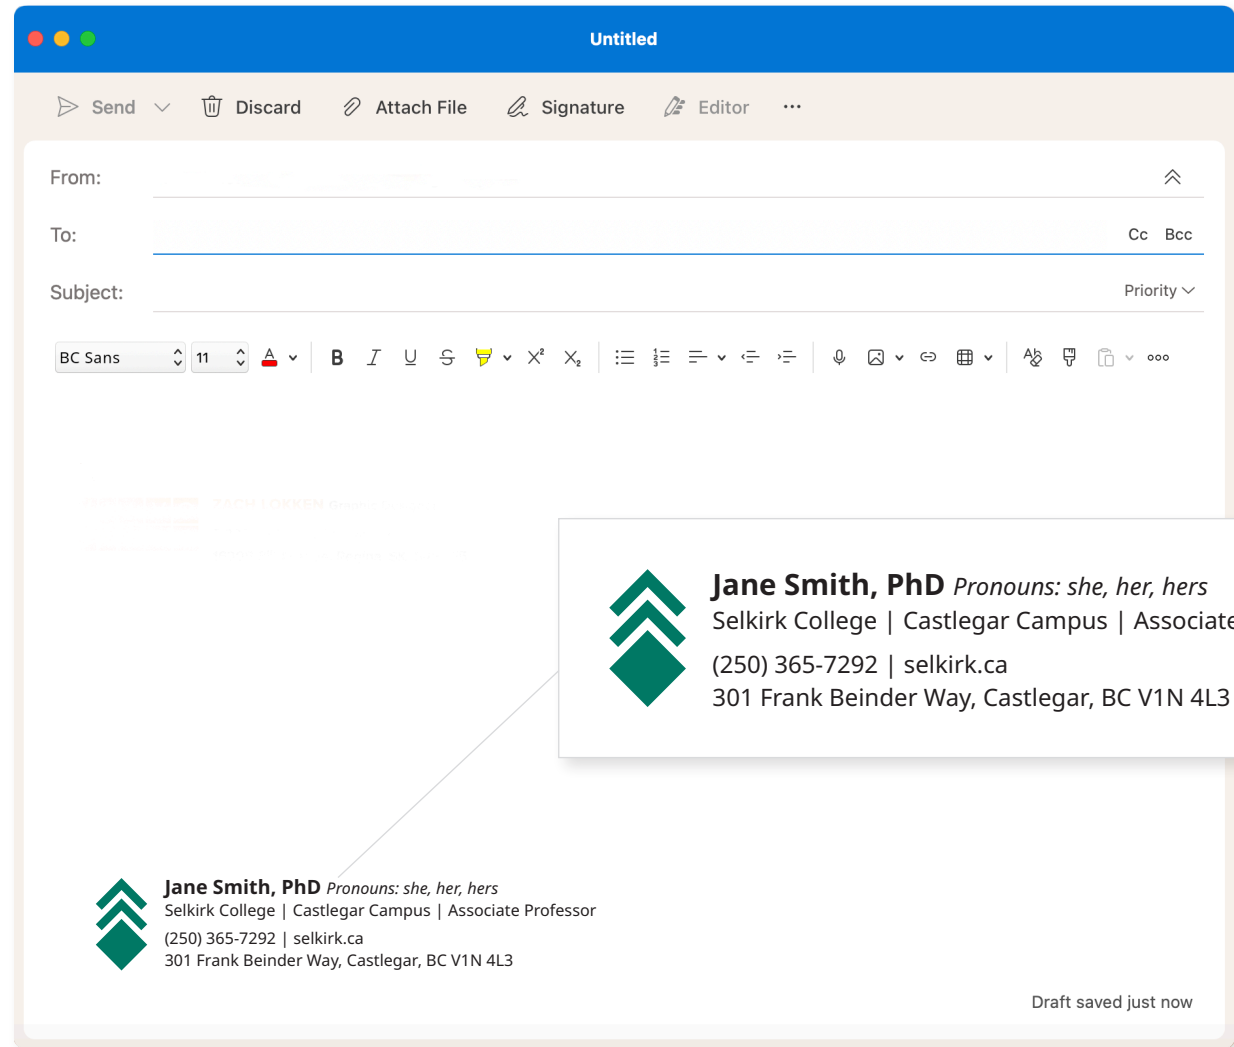 Untitled
Send Discard Attach File Signature Editor
From:
To: Cc Bcc
Subject: Priority
BC Sans 11 A B I U S X² X₂
Jane Smith, PhD Pronouns: she, her, hers
Selkirk College | Castlegar Campus | Associate
(250) 365-7292 | selkirk.ca
301 Frank Beinder Way, Castlegar, BC V1N 4L3
Jane Smith, PhD Pronouns: she, her, hers
Selkirk College | Castlegar Campus | Associate Professor
(250) 365-7292 | selkirk.ca
301 Frank Beinder Way, Castlegar, BC V1N 4L3
Draft saved just now